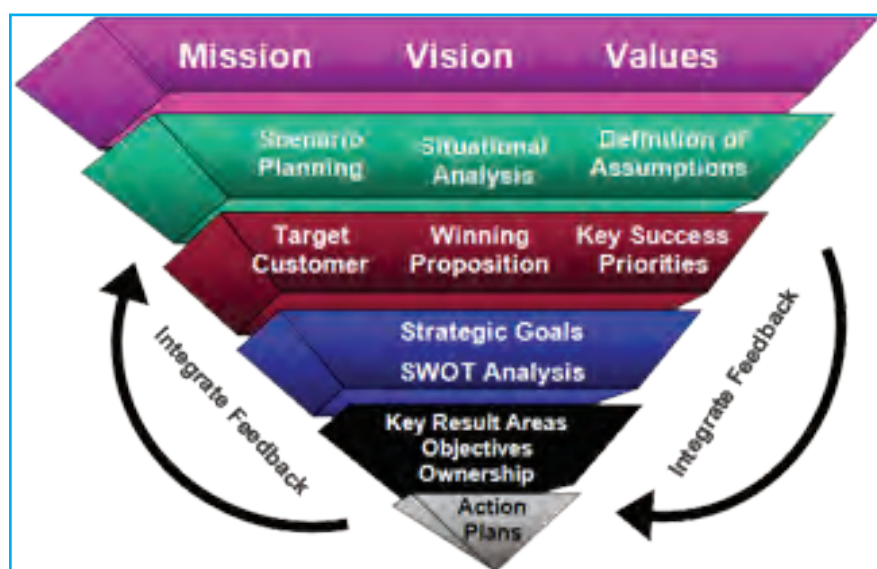 Mission Vision Values
Scenario Situational Definition of
Planning Analysis Assumptions
Target Winning Key Success
Customer Proposition Priorities
Strategic Goals
SWOT Analysis
Key Result Areas
Objectives
Ownership
Action
Plans
Integrate Feedback
Integrate Feedback